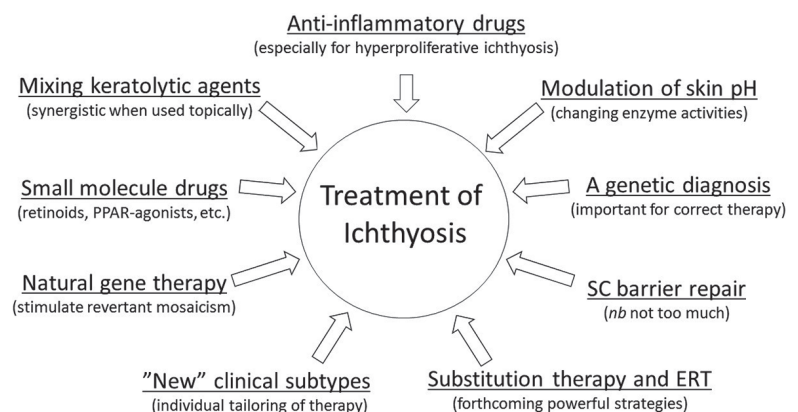 Anti-inflammatory drugs
(especially for hyperproliferative ichthyosis)
Mixing keratolytic agents
(synergistic when used topically)
Modulation of skin pH
(changing enzyme activities)
Small molecule drugs
(retinoids, PPAR-agonists, etc.)
Treatment of
Ichthyosis
A genetic diagnosis
(important for correct therapy)
Natural gene therapy
(stimulate revertant mosaicism)
SC barrier repair
(nb not too much)
”New” clinical subtypes
(individual tailoring of therapy)
Substitution therapy and ERT
(forthcoming powerful strategies)